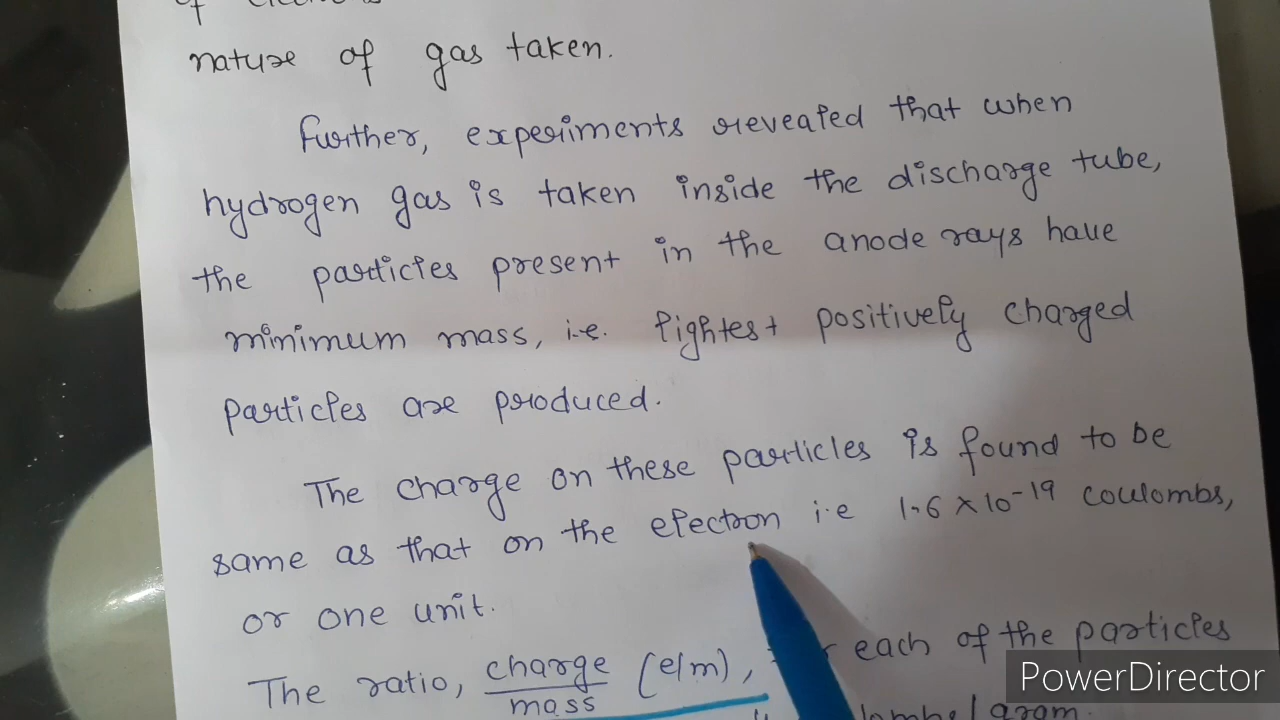 of
nature of gas taken.
Further, experiments revealed that when
hydrogen gas is taken inside the discharge tube,
the particles present in the anode rays have
minimum mass, i.e. lightest positively charged
particles are produced.
The charge on these particles is found to be
same as that on the electron i.e 1.6 × 10⁻¹⁹ coulombs,
or one unit.
The ratio, charge/mass (e/m), each of the particles
gram.
PowerDirector